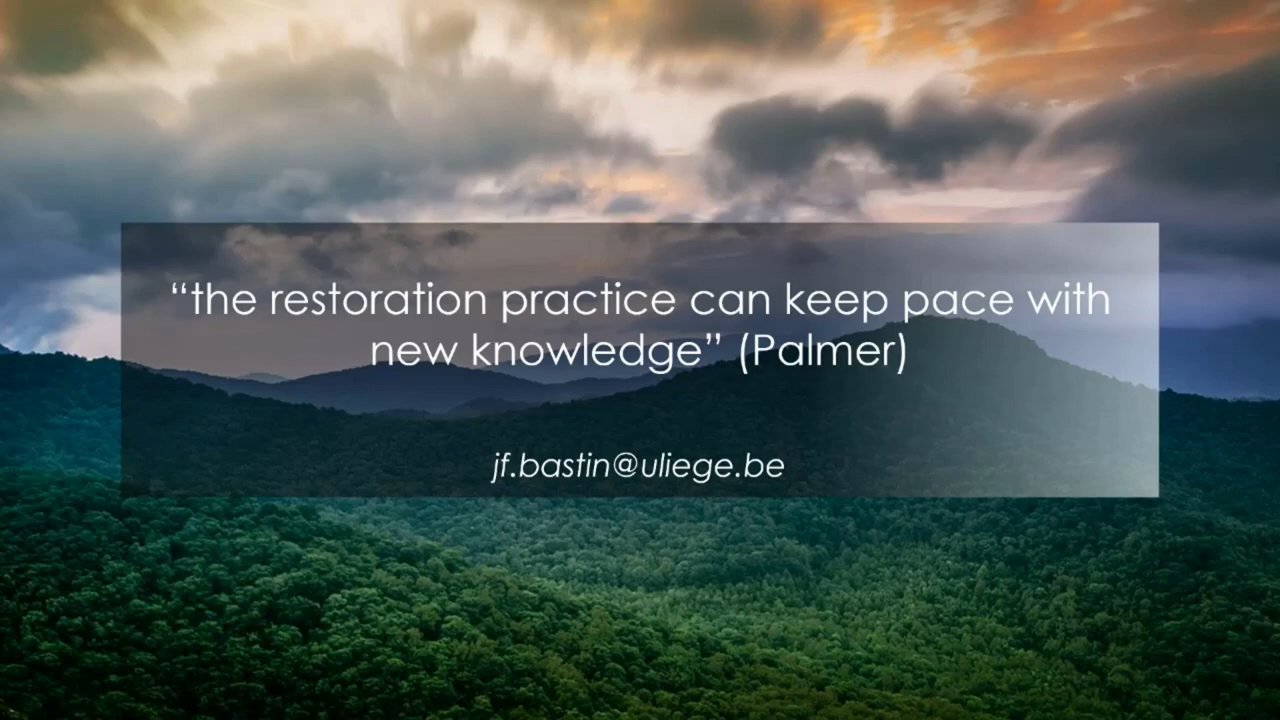 “the restoration practice can keep pace with
new knowledge” (Palmer)
jf.bastin@uliege.be